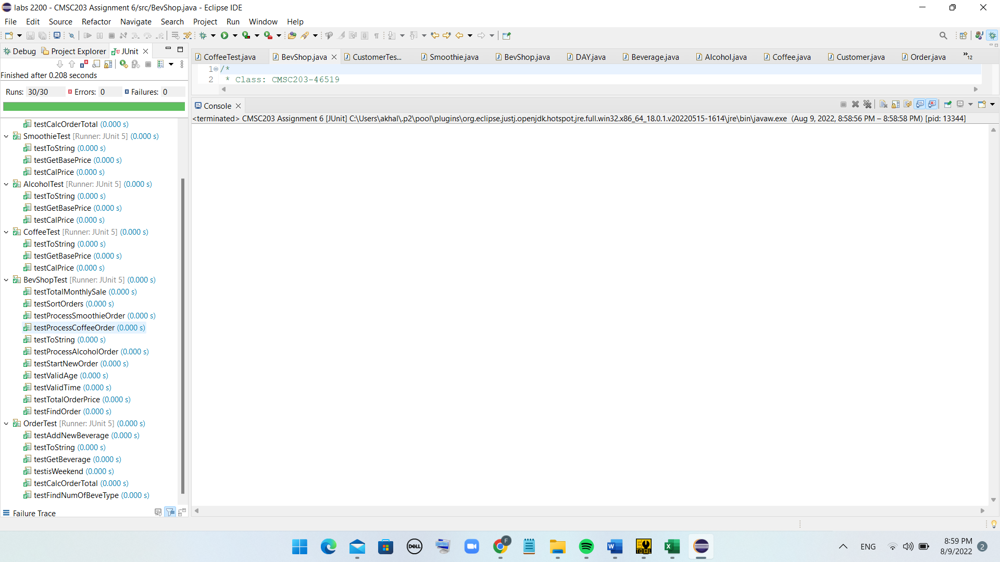 labs 2200 - CMSC203 Assignment 6/src/BevShop.java - Eclipse IDE
File Edit Source Refactor Navigate Search Project Run Window Help
Debug Project Explorer JUnit
Finished after 0.208 seconds
Runs: 30/30 Errors: 0 Failures: 0
testCalcOrderTotal (0.000 s)
SmoothieTest [Runner: JUnit 5] (0.000 s)
testToString (0.000 s)
testGetBasePrice (0.000 s)
testCalPrice (0.000 s)
AlcoholTest [Runner: JUnit 5] (0.000 s)
testToString (0.000 s)
testGetBasePrice (0.000 s)
testCalPrice (0.000 s)
CoffeeTest [Runner: JUnit 5] (0.000 s)
testToString (0.000 s)
testGetBasePrice (0.000 s)
testCalPrice (0.000 s)
BevShopTest [Runner: JUnit 5] (0.000 s)
testTotalMonthlySale (0.000 s)
testSortOrders (0.000 s)
testProcessSmoothieOrder (0.000 s)
testProcessCoffeeOrder (0.000 s)
testToString (0.000 s)
testProcessAlcoholOrder (0.000 s)
testStartNewOrder (0.000 s)
testValidAge (0.000 s)
testValidTime (0.000 s)
testTotalOrderPrice (0.000 s)
testFindOrder (0.000 s)
OrderTest [Runner: JUnit 5] (0.000 s)
testAddNewBeverage (0.000 s)
testToString (0.000 s)
testGetBeverage (0.000 s)
testisWeekend (0.000 s)
testCalcOrderTotal (0.000 s)
testFindNumOfBeveType (0.000 s)
Failure Trace
CoffeeTest.java BevShop.java CustomerTes... Smoothie.java BevShop.java DAY.java Beverage.java Alcohol.java Coffee.java Customer.java Order.java »12
1 /*
2 * Class: CMSC203-46519
Console
<terminated> CMSC203 Assignment 6 [JUnit] C:\Users\akhal\.p2\pool\plugins\org.eclipse.justj.openjdk.hotspot.jre.full.win32.x86_64_18.0.1.v20220515-1614\jre\bin\javaw.exe (Aug 9, 2022, 8:58:56 PM – 8:58:58 PM) [pid: 13344]
DELL
F
W
TOOL
X
ENG
8:59 PM
8/9/2022
2